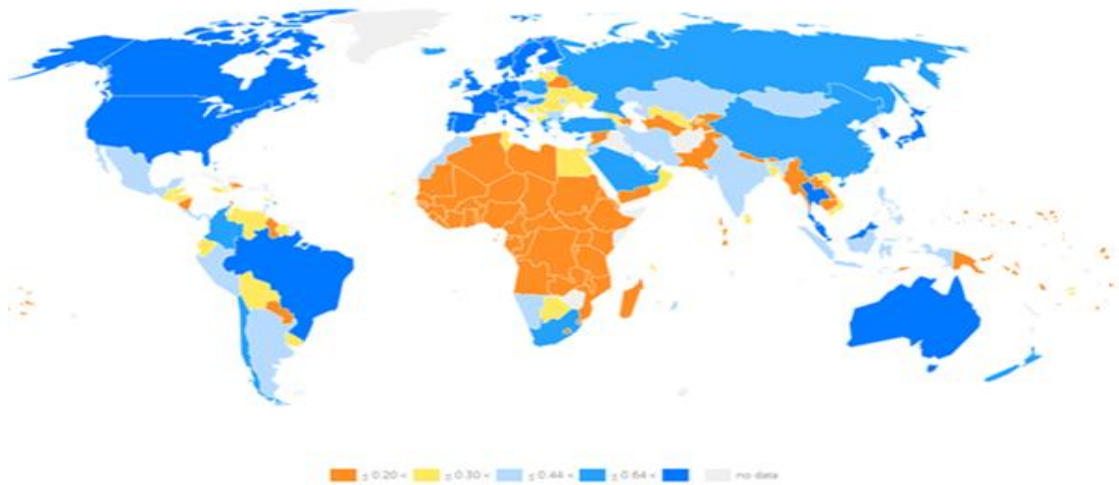 ≤ 0.20 < ≤ 0.30 < ≤ 0.44 < ≤ 0.64 < no data